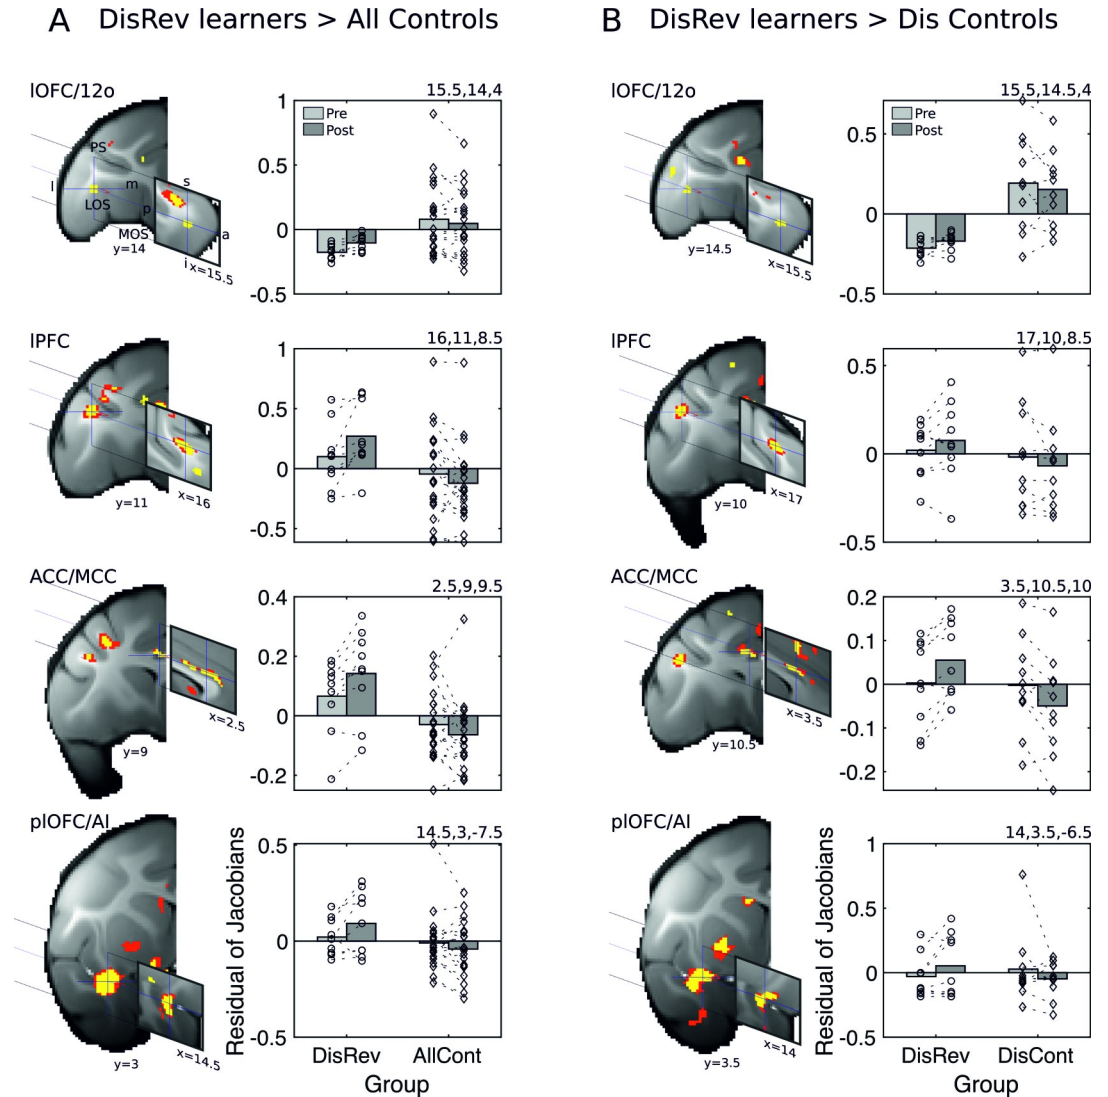 A DisRev learners > All Controls
B DisRev learners > Dis Controls
lOFC/12o
15.5,14,4
PS
l
m
s
LOS
p
MOS
a
y=14
i
x=15.5
1
0.5
0
-0.5
Pre
Post
lOFC/12o
15.5,14.5,4
y=14.5
x=15.5
0.5
0
-0.5
Pre
Post
lPFC
16,11,8.5
y=11
x=16
1
0.5
0
-0.5
lPFC
17,10,8.5
y=10
x=17
0.5
0
-0.5
ACC/MCC
2.5,9,9.5
y=9
x=2.5
0.4
0.2
0
-0.2
ACC/MCC
3.5,10.5,10
y=10.5
x=3.5
0.2
0.1
0
-0.1
-0.2
plOFC/AI
14.5,3,-7.5
y=3
x=14.5
Residual of Jacobians
0.5
0
-0.5
DisRev AllCont
Group
plOFC/AI
14,3.5,-6.5
y=3.5
x=14
Residual of Jacobians
1
0.5
0
-0.5
DisRev DisCont
Group